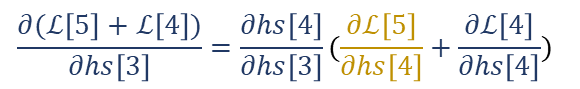 ∂(ℒ[5] + ℒ[4])/∂hs[3] = ∂hs[4]/∂hs[3] (∂ℒ[5]/∂hs[4] + ∂ℒ[4]/∂hs[4])